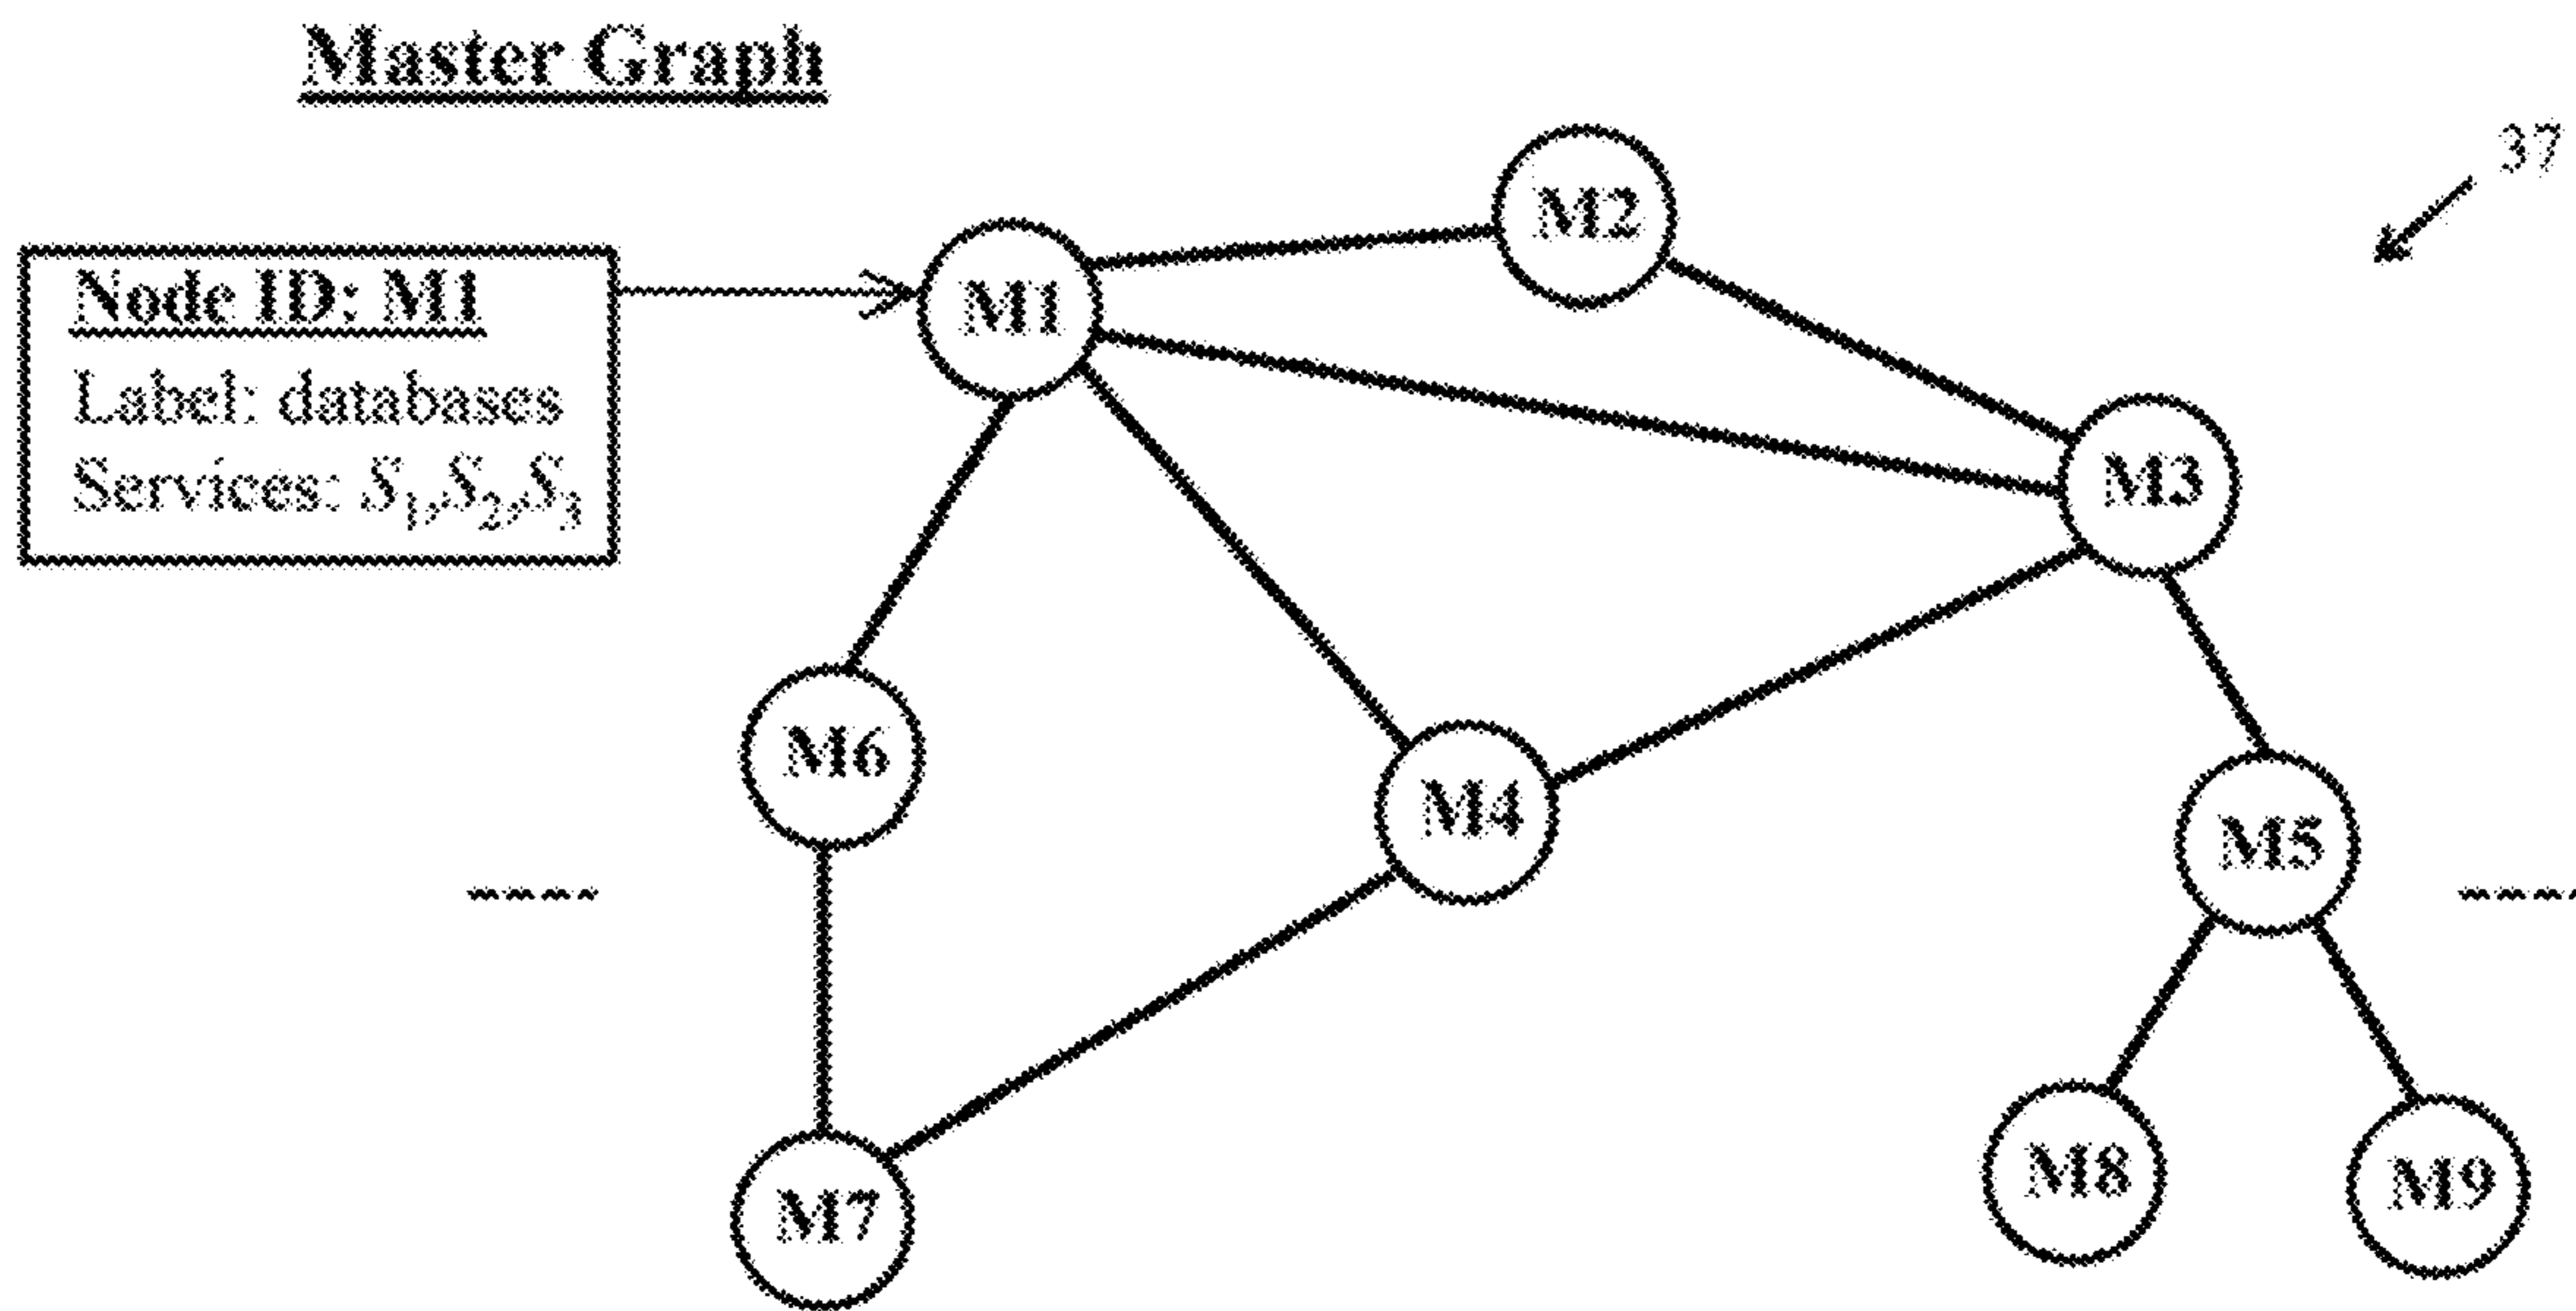 Master Graph
37
M2
Node ID: M1
M1
Label: databases
Services: S₁,S₂,S₃
M3
M6
M4
M5
M7
M8
M9